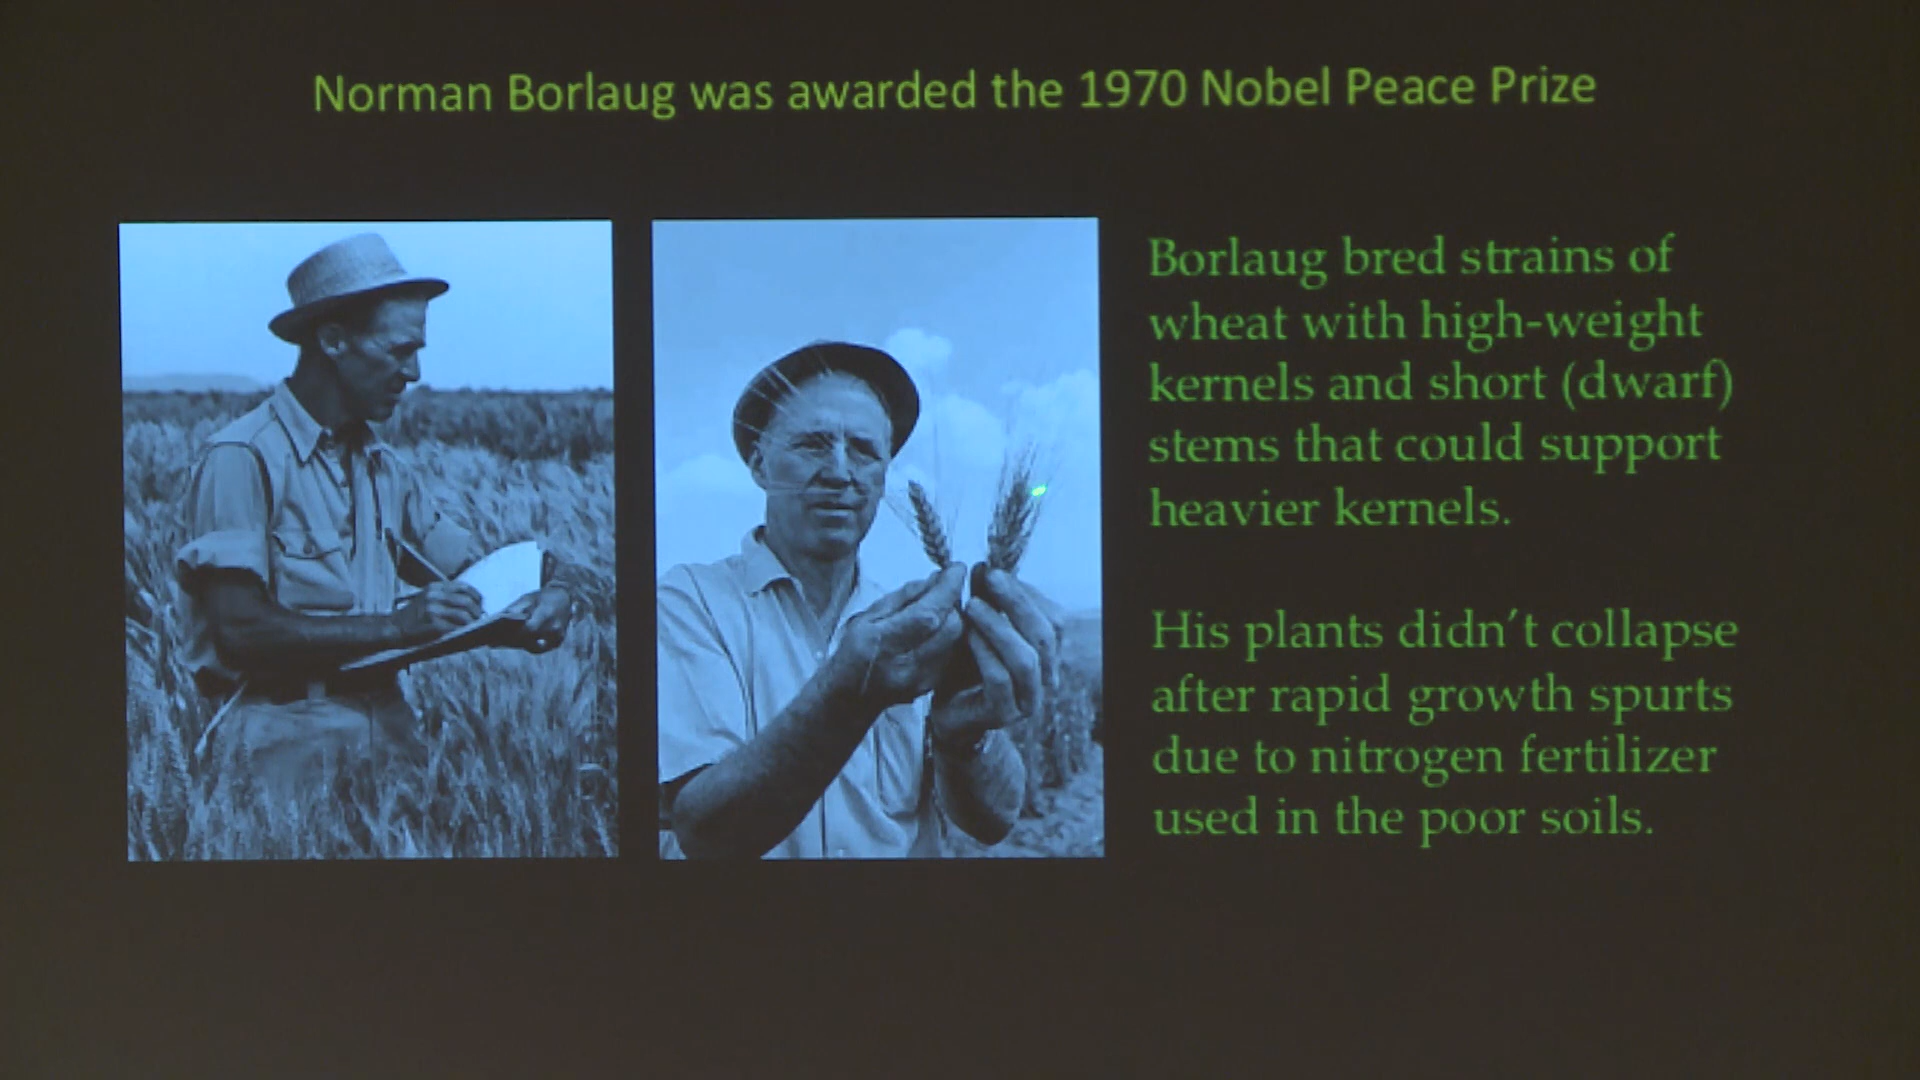 Norman Borlaug was awarded the 1970 Nobel Peace Prize
Borlaug bred strains of
wheat with high-weight
kernels and short (dwarf)
stems that could support
heavier kernels.
His plants didn't collapse
after rapid growth spurts
due to nitrogen fertilizer
used in the poor soils.